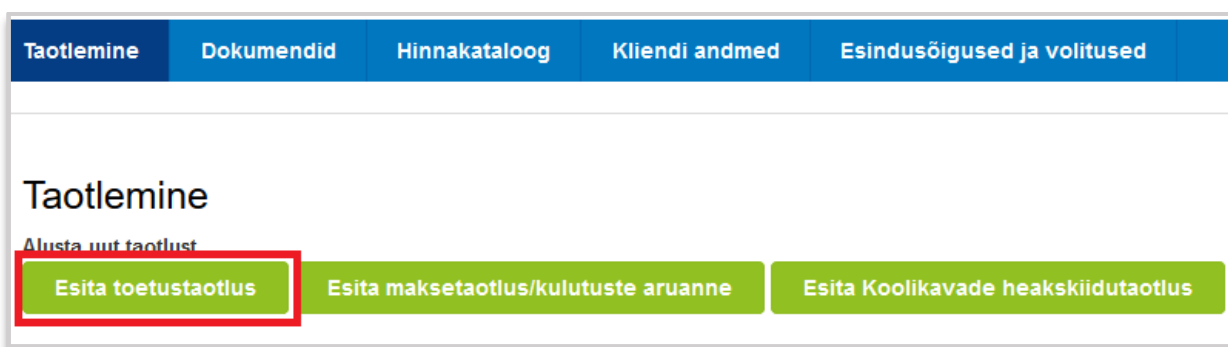 Taotlemine Dokumendid Hinnakataloog Kliendi andmed Esindusõigused ja volitused
Taotlemine
Alusta uut taotlust
Esita toetustaotlus Esita maksetaotlus/kulutuste aruanne Esita Koolikavade heakskiidutaotlus